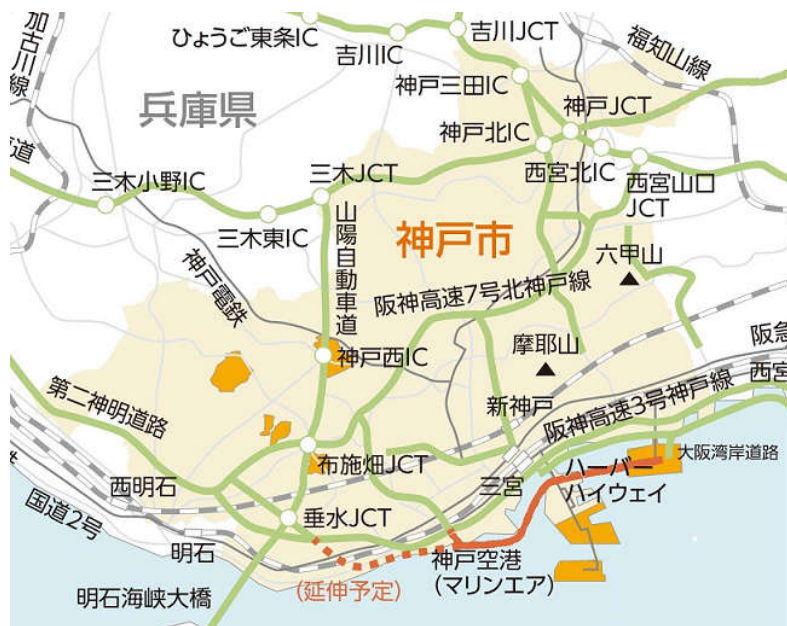 加古川線
ひょうご東条IC
吉川IC
吉川JCT
福知山線
神戸三田IC
兵庫県
神戸JCT
神戸北IC
道
西宮北IC
西宮山口
JCT
三木小野IC
三木JCT
三木東IC
山陽自動車道
神戸市
六甲山
神戸電鉄
阪神高速7号北神戸線
神戸西IC
摩耶山
阪急
第二神明道路
新神戸
阪神高速3号神戸線
西宮
大阪湾岸道路
布施畑JCT
三宮
ハーバー
ハイウェイ
西明石
国道2号
垂水JCT
明石
神戸空港
(マリンエア)
(延伸予定)
明石海峡大橋